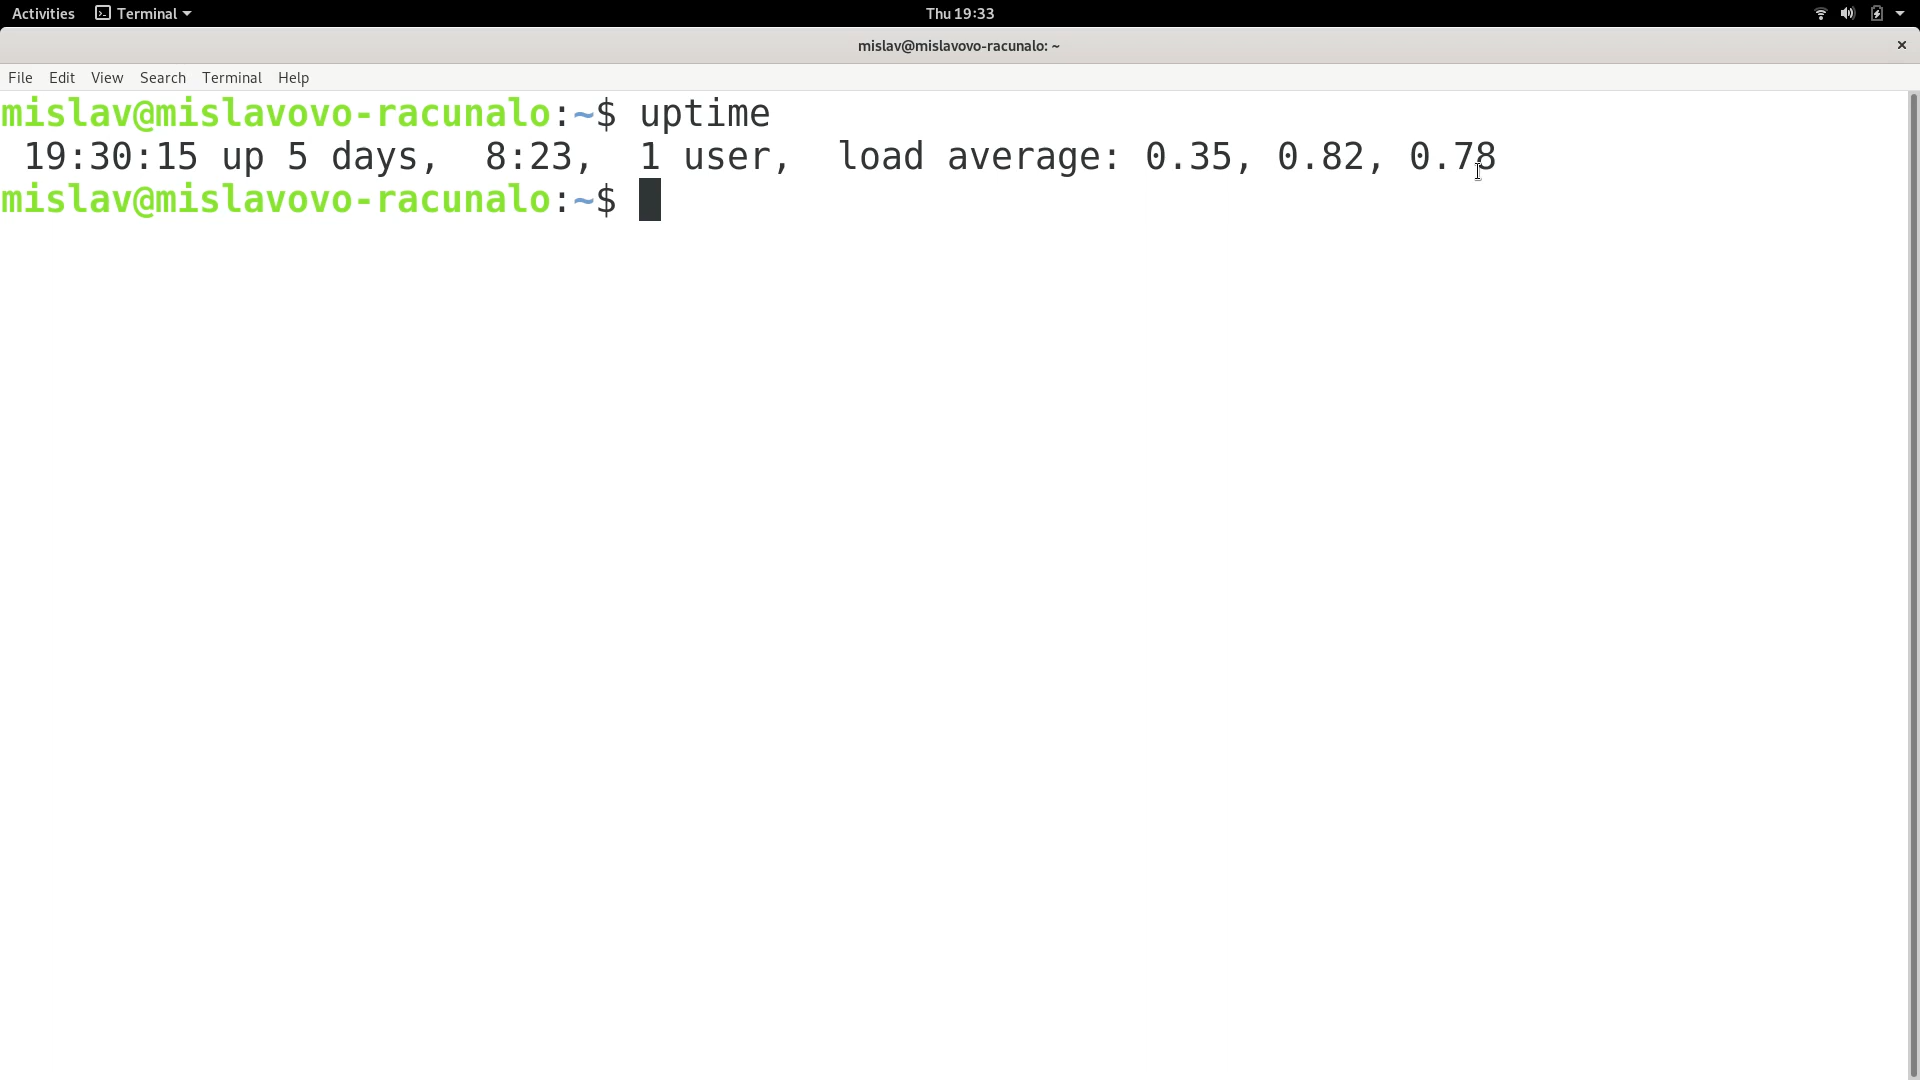 Activities Terminal Thu 19:33
mislav@mislavovo-racunalo: ~ ×
File Edit View Search Terminal Help
mislav@mislavovo-racunalo:~$ uptime
 19:30:15 up 5 days,  8:23,  1 user,  load average: 0.35, 0.82, 0.78
mislav@mislavovo-racunalo:~$